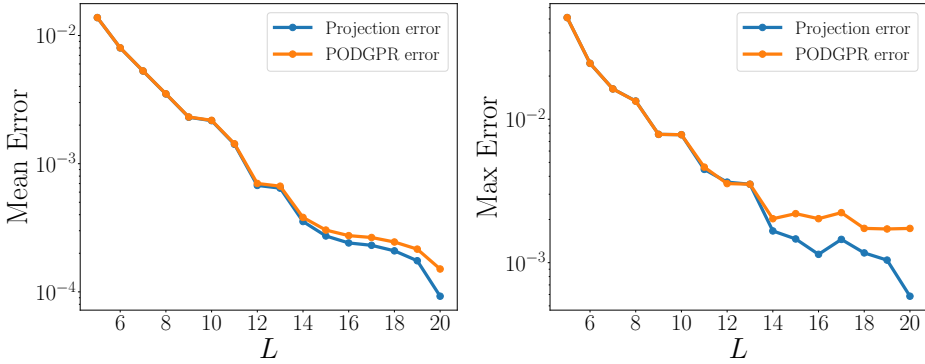 Mean Error
10⁻²
10⁻³
10⁻⁴
Projection error
PODGPR error
6 8 10 12 14 16 18 20
L
Max Error
10⁻²
10⁻³
Projection error
PODGPR error
6 8 10 12 14 16 18 20
L